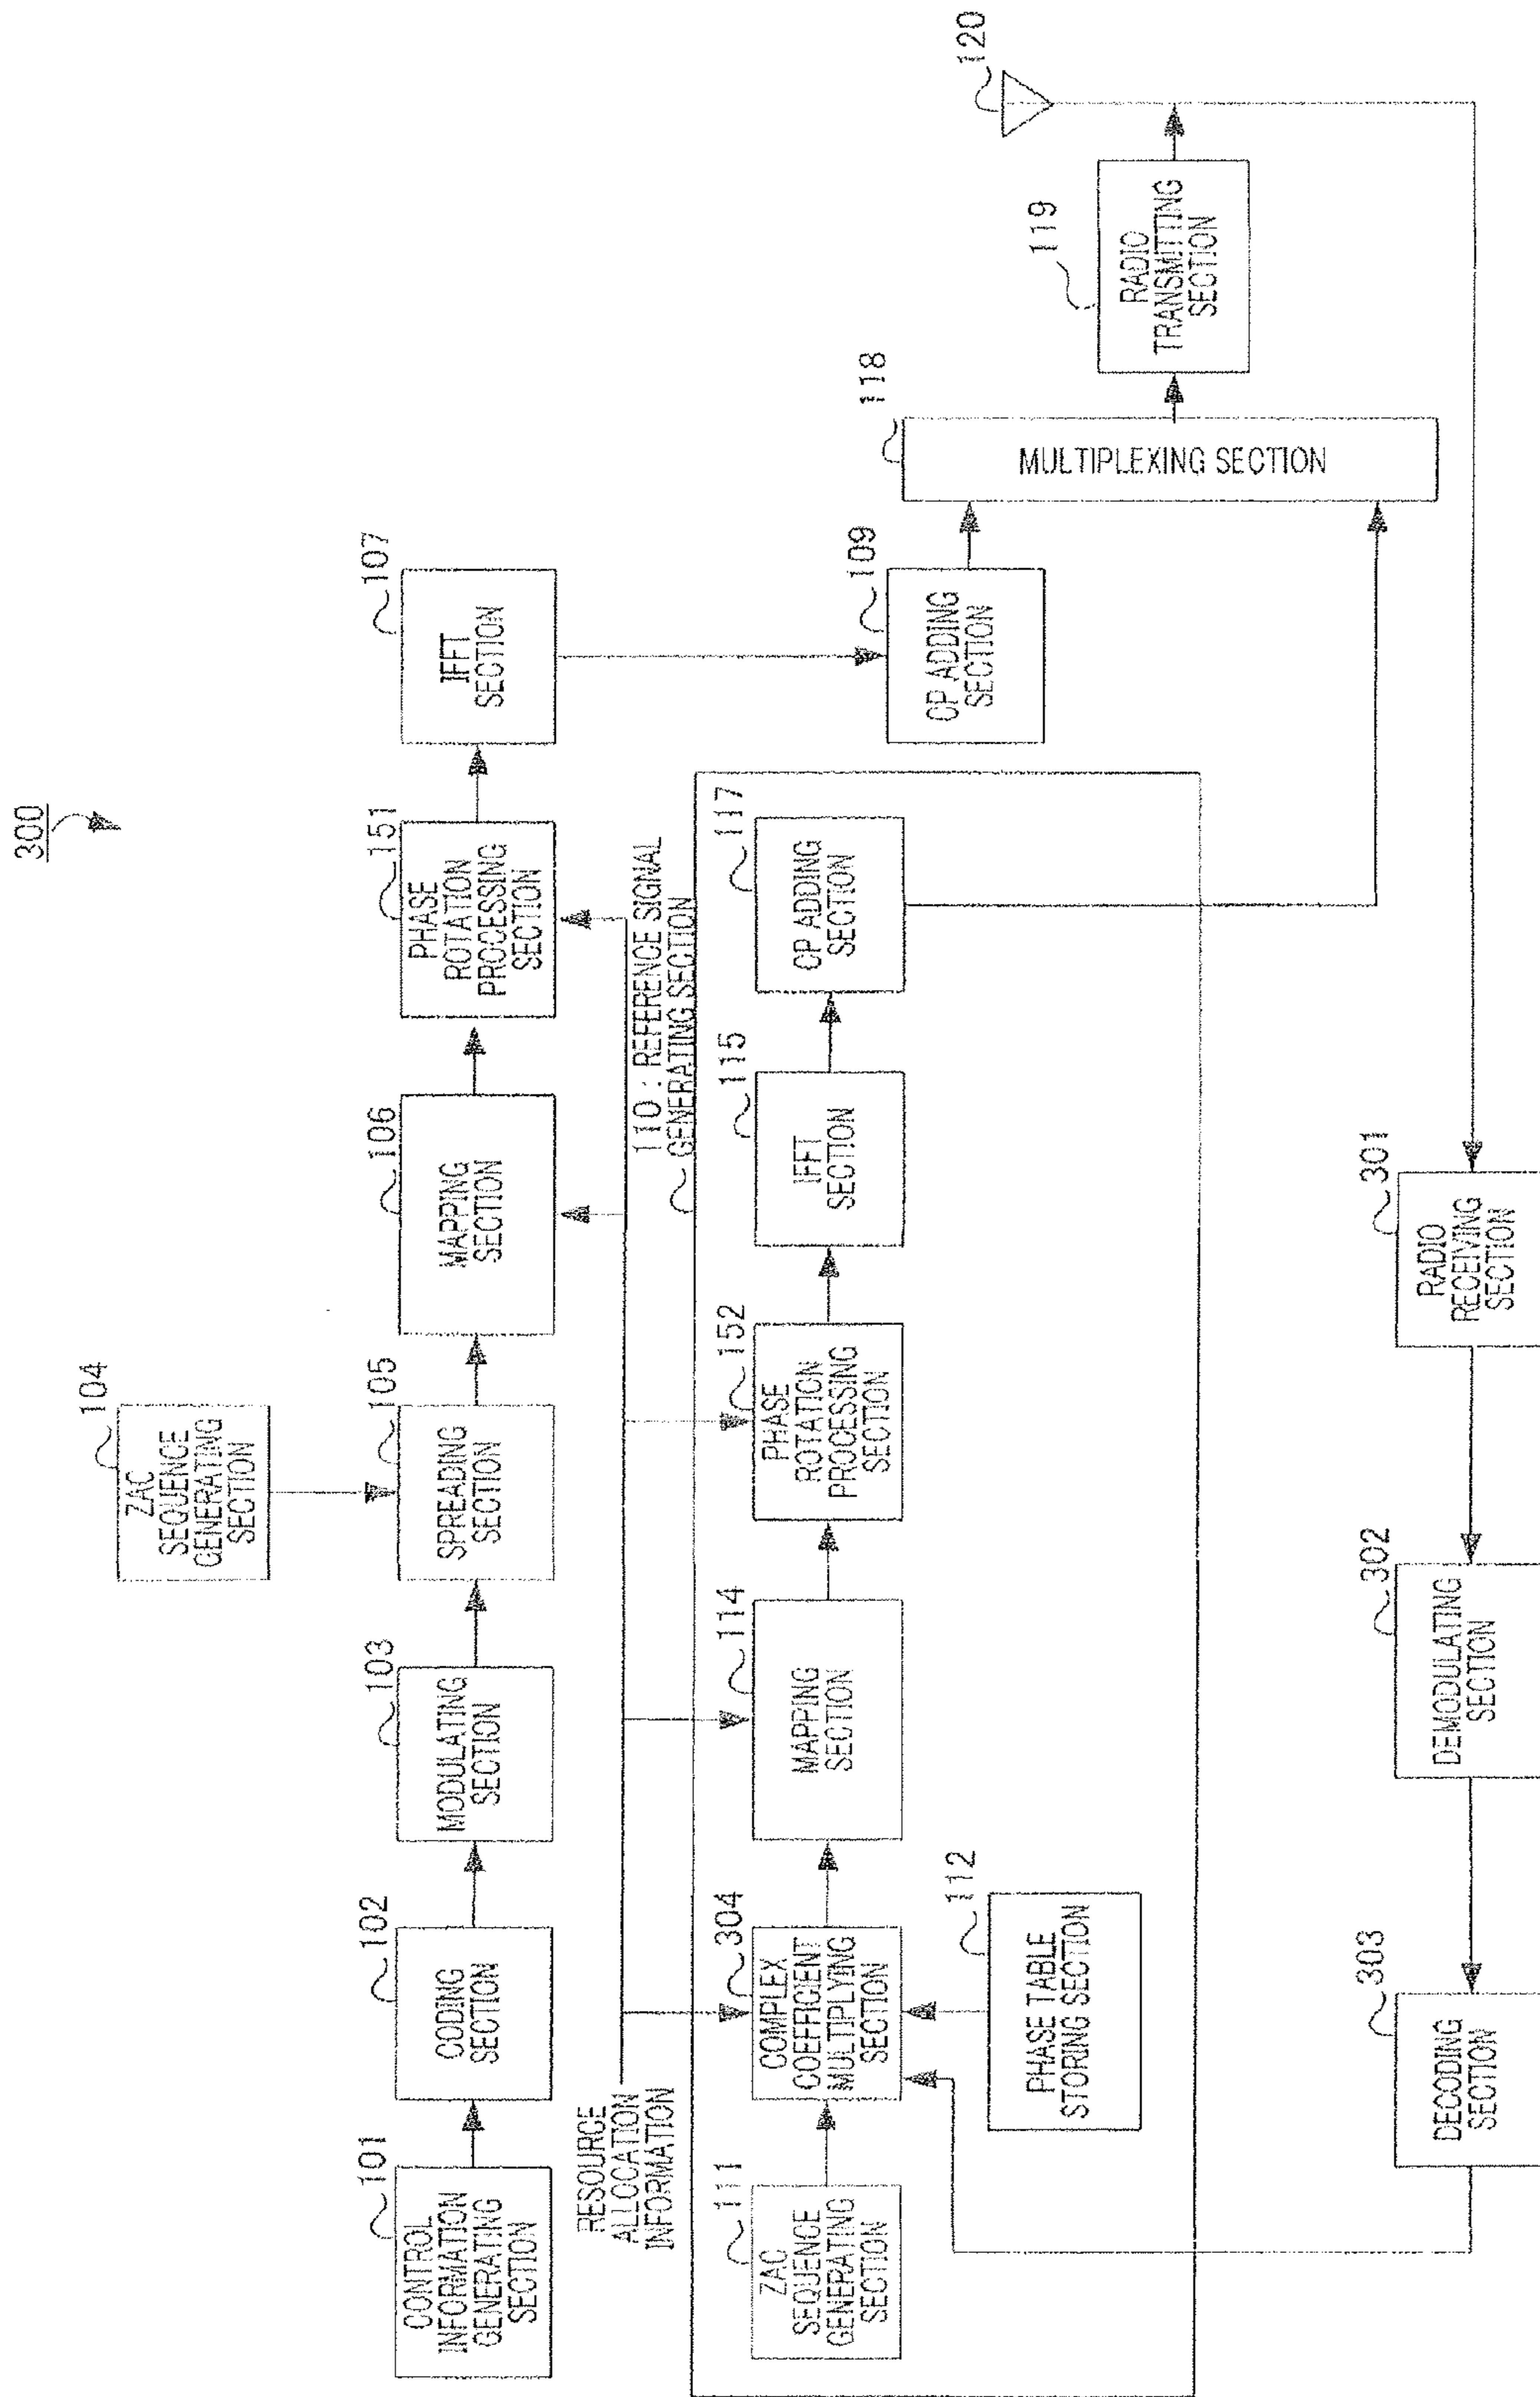 300
104
ZAC
SEQUENCE
GENERATING
SECTION
101
CONTROL
INFORMATION
GENERATING
SECTION
102
CODING
SECTION
103
MODULATING
SECTION
105
SPREADING
SECTION
106
MAPPING
SECTION
151
PHASE
ROTATION
PROCESSING
SECTION
107
IFFT
SECTION
RESOURCE
ALLOCATION
INFORMATION
110 : REFERENCE SIGNAL
GENERATING SECTION
111
ZAC
SEQUENCE
GENERATING
SECTION
304
COMPLEX
COEFFICIENT
MULTIPLYING
SECTION
114
MAPPING
SECTION
152
PHASE
ROTATION
PROCESSING
SECTION
115
IFFT
SECTION
117
CP ADDING
SECTION
109
CP ADDING
SECTION
112
PHASE TABLE
STORING SECTION
118
MULTIPLEXING SECTION
119
RADIO
TRANSMITTING
SECTION
120
303
DECODING
SECTION
302
DEMODULATING
SECTION
301
RADIO
RECEIVING
SECTION